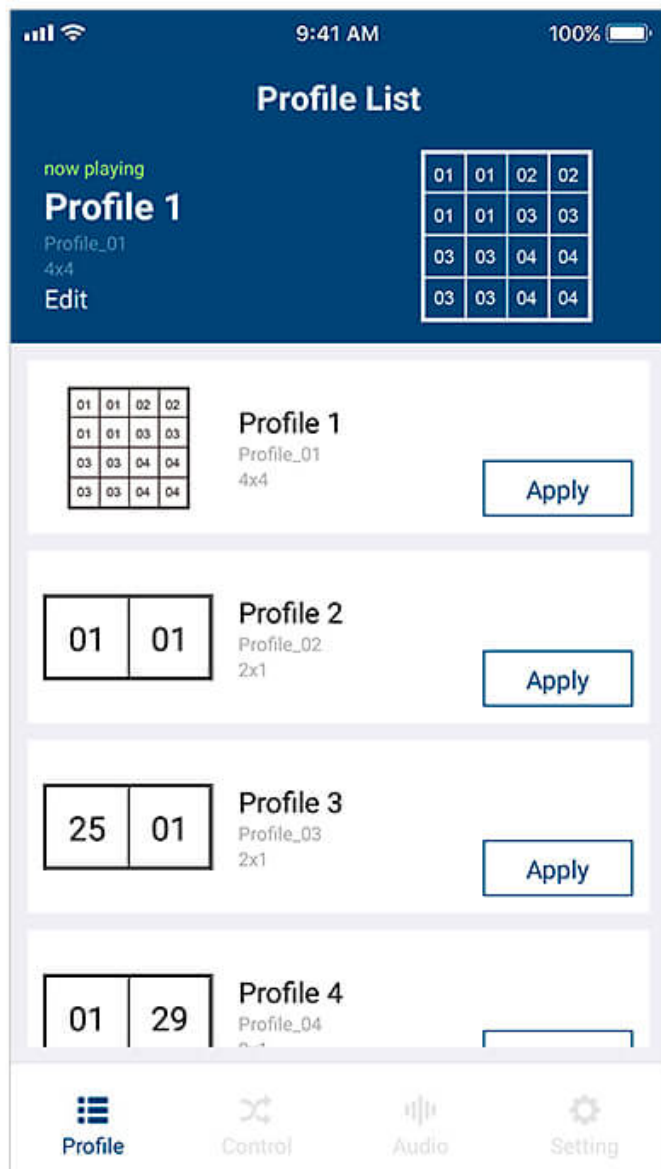 9:41 AM 100%
Profile List
now playing
Profile 1
Profile_01
4x4
Edit
01 01 02 02
01 01 03 03
03 03 04 04
03 03 04 04
01 01 02 02
01 01 03 03
03 03 04 04
03 03 04 04
Profile 1
Profile_01
4x4
Apply
01 01
Profile 2
Profile_02
2x1
Apply
25 01
Profile 3
Profile_03
2x1
Apply
01 29
Profile 4
Profile_04
Profile Control Audio Setting